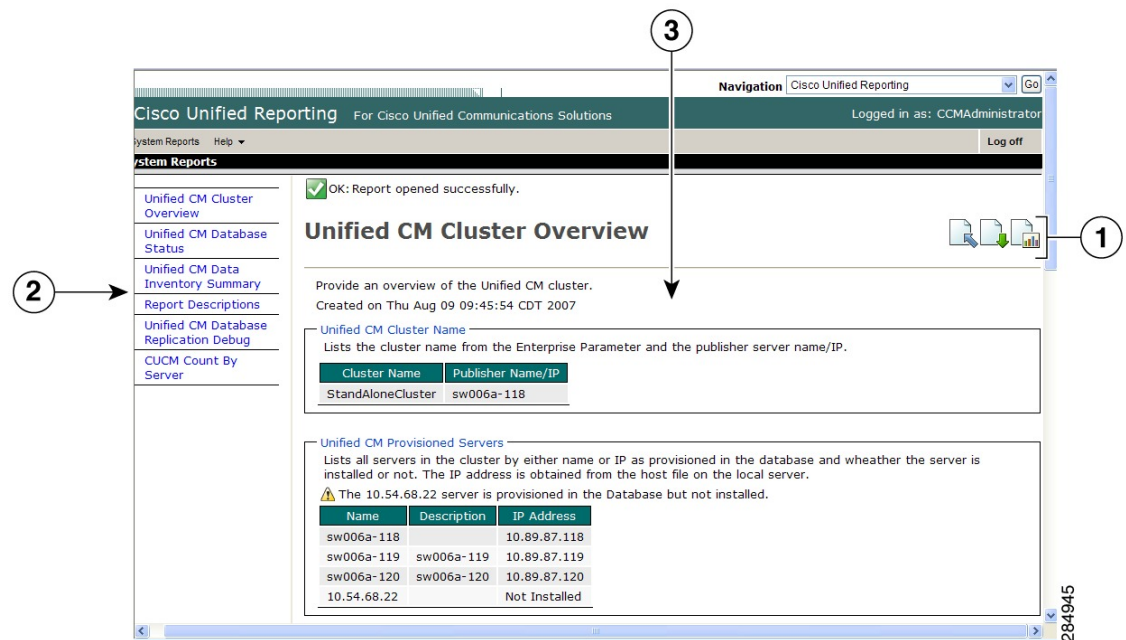 3
Navigation Cisco Unified Reporting Go
Cisco Unified Reporting For Cisco Unified Communications Solutions
Logged in as: CCMAdministrator
System Reports Help
Log off
ystem Reports
OK: Report opened successfully.
Unified CM Cluster Overview
1
2
Unified CM Cluster
Overview
Unified CM Database
Status
Unified CM Data
Inventory Summary
Report Descriptions
Unified CM Database
Replication Debug
CUCM Count By
Server
Provide an overview of the Unified CM cluster.
Created on Thu Aug 09 09:45:54 CDT 2007
Unified CM Cluster Name
Lists the cluster name from the Enterprise Parameter and the publisher server name/IP.
Cluster Name Publisher Name/IP
StandAloneCluster sw006a-118
Unified CM Provisioned Servers
Lists all servers in the cluster by either name or IP as provisioned in the database and wheather the server is
installed or not. The IP address is obtained from the host file on the local server.
The 10.54.68.22 server is provisioned in the Database but not installed.
Name Description IP Address
sw006a-118 10.89.87.118
sw006a-119 sw006a-119 10.89.87.119
sw006a-120 sw006a-120 10.89.87.120
10.54.68.22 Not Installed
284945